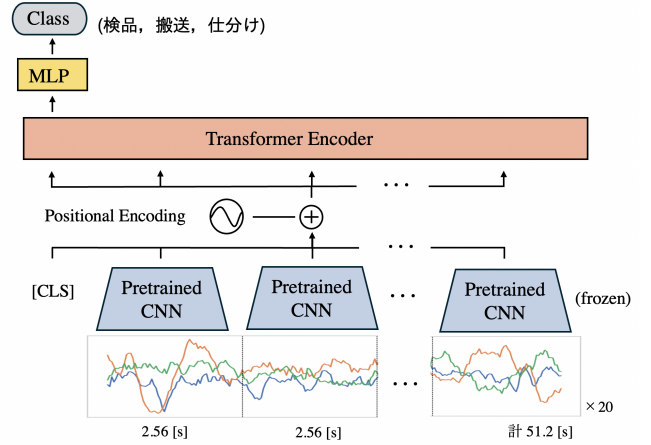 Class
(検品，搬送，仕分け)
MLP
Transformer Encoder
...
Positional Encoding
+
...
[CLS]
Pretrained
CNN
Pretrained
CNN
...
Pretrained
CNN
(frozen)
...
× 20
2.56 [s]
2.56 [s]
計 51.2 [s]